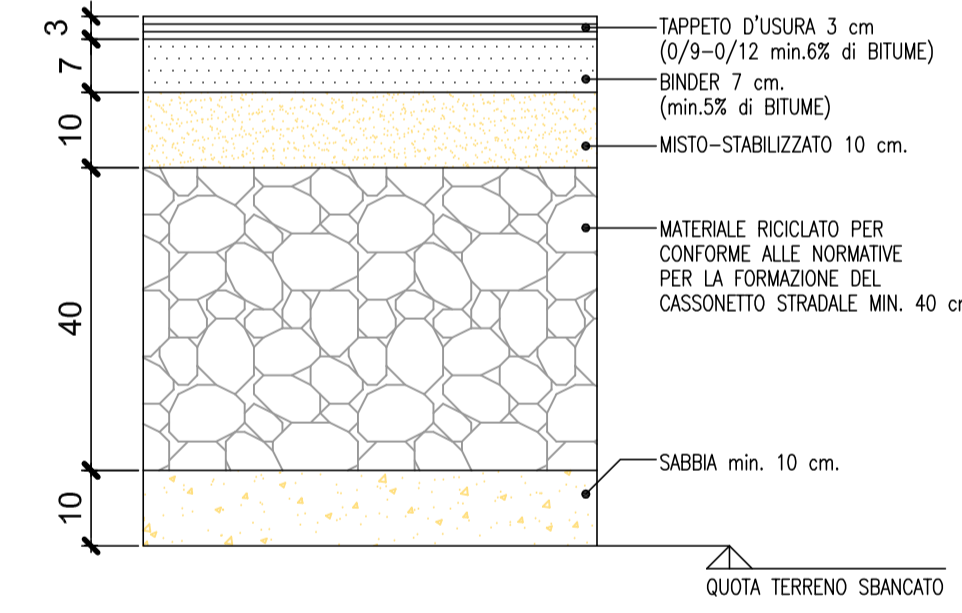 3
7
10
40
10
TAPPETO D'USURA 3 cm
(0/9-0/12 min.6% di BITUME)
BINDER 7 cm.
(min.5% di BITUME)
MISTO-STABILIZZATO 10 cm.
MATERIALE RICICLATO PER
CONFORME ALLE NORMATIVE
PER LA FORMAZIONE DEL
CASSONETTO STRADALE MIN. 40
SABBIA min. 10 cm.
QUOTA TERRENO SBANCATO